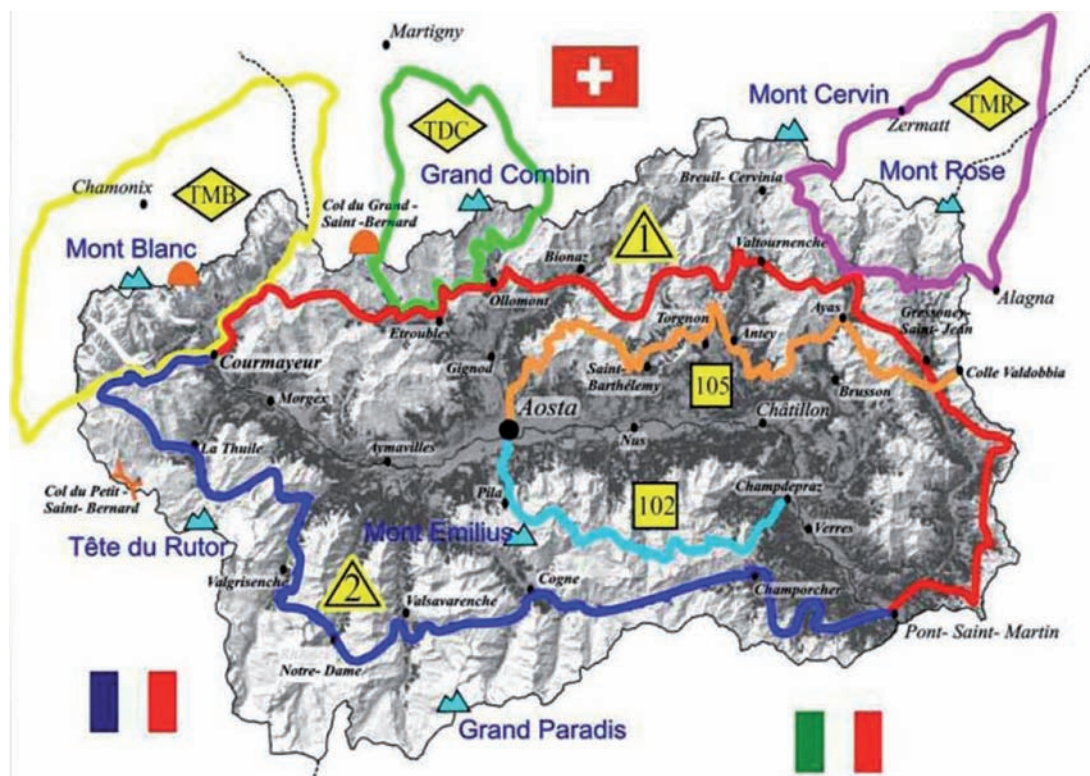 Martigny
Mont Cervin
TMR
Zermatt
TDC
Chamonix
TMB
Grand Combin
Breuil- Cervinia
Mont Rose
Col du Grand -
Saint -Bernard
Mont Blanc
1
Bionaz
Valtournenche
Ollomont
Alagna
Etroubles
Torgnon
Ayas
Gressoney-
Saint- Jean
Courmayeur
Gignod
Antey
Saint-
Barthélemy
105
Brusson
Colle Valdobbia
Morgex
Aosta
Châtillon
Nus
La Thuile
Aymavilles
Col du Petit -
Saint- Bernard
Pila
102
Champdepraz
Tête du Rutor
Mont Emilius
Verres
Valgrisenche
2
Cogne
Champorcher
Valsavarenche
Pont- Saint- Martin
Notre- Dame
Grand Paradis